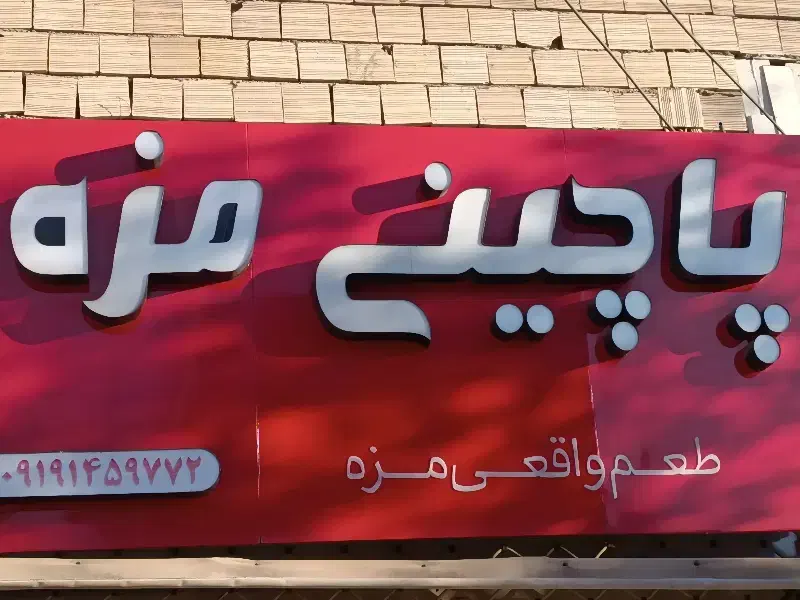 پاچینی مزه
طعم واقعی مزه
۰۹۱۹۱۴۵۹۷۷۲